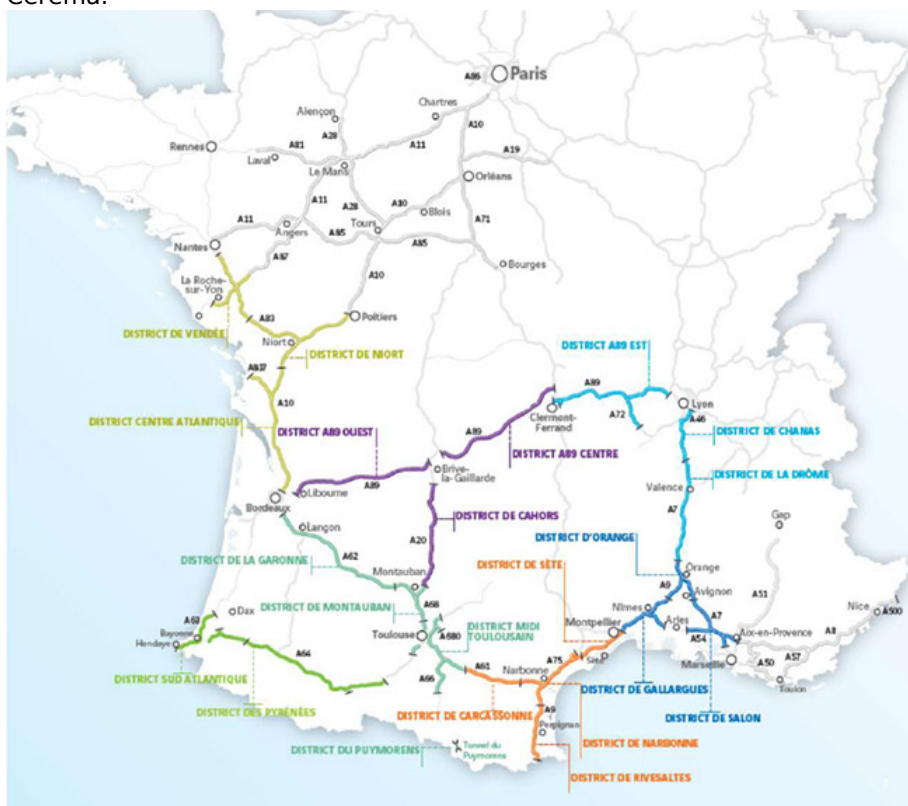 Cerema.
A86
Paris
Chartres
Alençon
A10
Rennes
A28
A81
Laval
A11
A19
Le Mans
Orléans
A11
A28
A10
Blois
A11
Angers
Tours
A71
A85
A85
Nantes
A87
Bourges
La Roche-
sur-Yon
A10
A83
Poitiers
DISTRICT DE VENDÉE
Niort
DISTRICT A89 EST
DISTRICT DE NIORT
A837
A89
Lyon
A10
Clermont-
Ferrand
A72
A46
DISTRICT CENTRE ATLANTIQUE
DISTRICT A89 OUEST
A89
DISTRICT DE CHANAS
DISTRICT A89 CENTRE
Brive-
la-Gaillarde
DISTRICT DE LA DRÔME
A89
Libourne
Valence
Bordeaux
Langon
DISTRICT DE CAHORS
A7
Gap
A20
DISTRICT D'ORANGE
DISTRICT DE LA GARONNE
A62
DISTRICT DE SÈTE
Orange
Montauban
A9
A51
Avignon
DISTRICT DE MONTAUBAN
A68
Nîmes
Nice
A500
Dax
A63
DISTRICT MIDI
TOULOUSAIN
Montpellier
Arles
A7
Bayonne
Toulouse
A680
A54
Aix-en-Provence
A8
Hendaye
A64
A75
Sète
Marseille
A57
A61
Narbonne
A50
A66
Toulon
DISTRICT SUD ATLANTIQUE
DISTRICT DE GALLARGUES
DISTRICT DES PYRÉNÉES
DISTRICT DE CARCASSONNE
A9
DISTRICT DE SALON
Perpignan
DISTRICT DE NARBONNE
DISTRICT DU PUYMORENS
Tunnel du
Puymorens
DISTRICT DE RIVESALTES